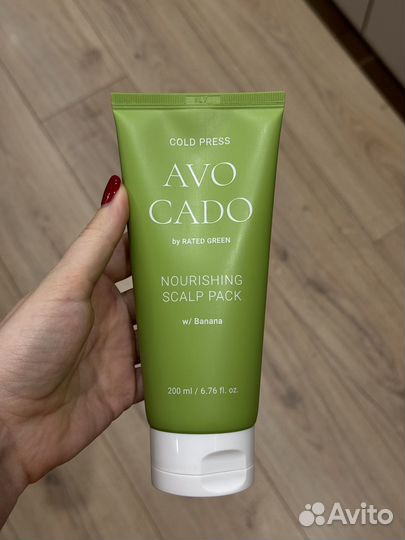 COLD PRESS
AVO
CADO
by RATED GREEN
NOURISHING
SCALP PACK
w/ Banana
200 ml / 6.76 fl. oz.
Avito